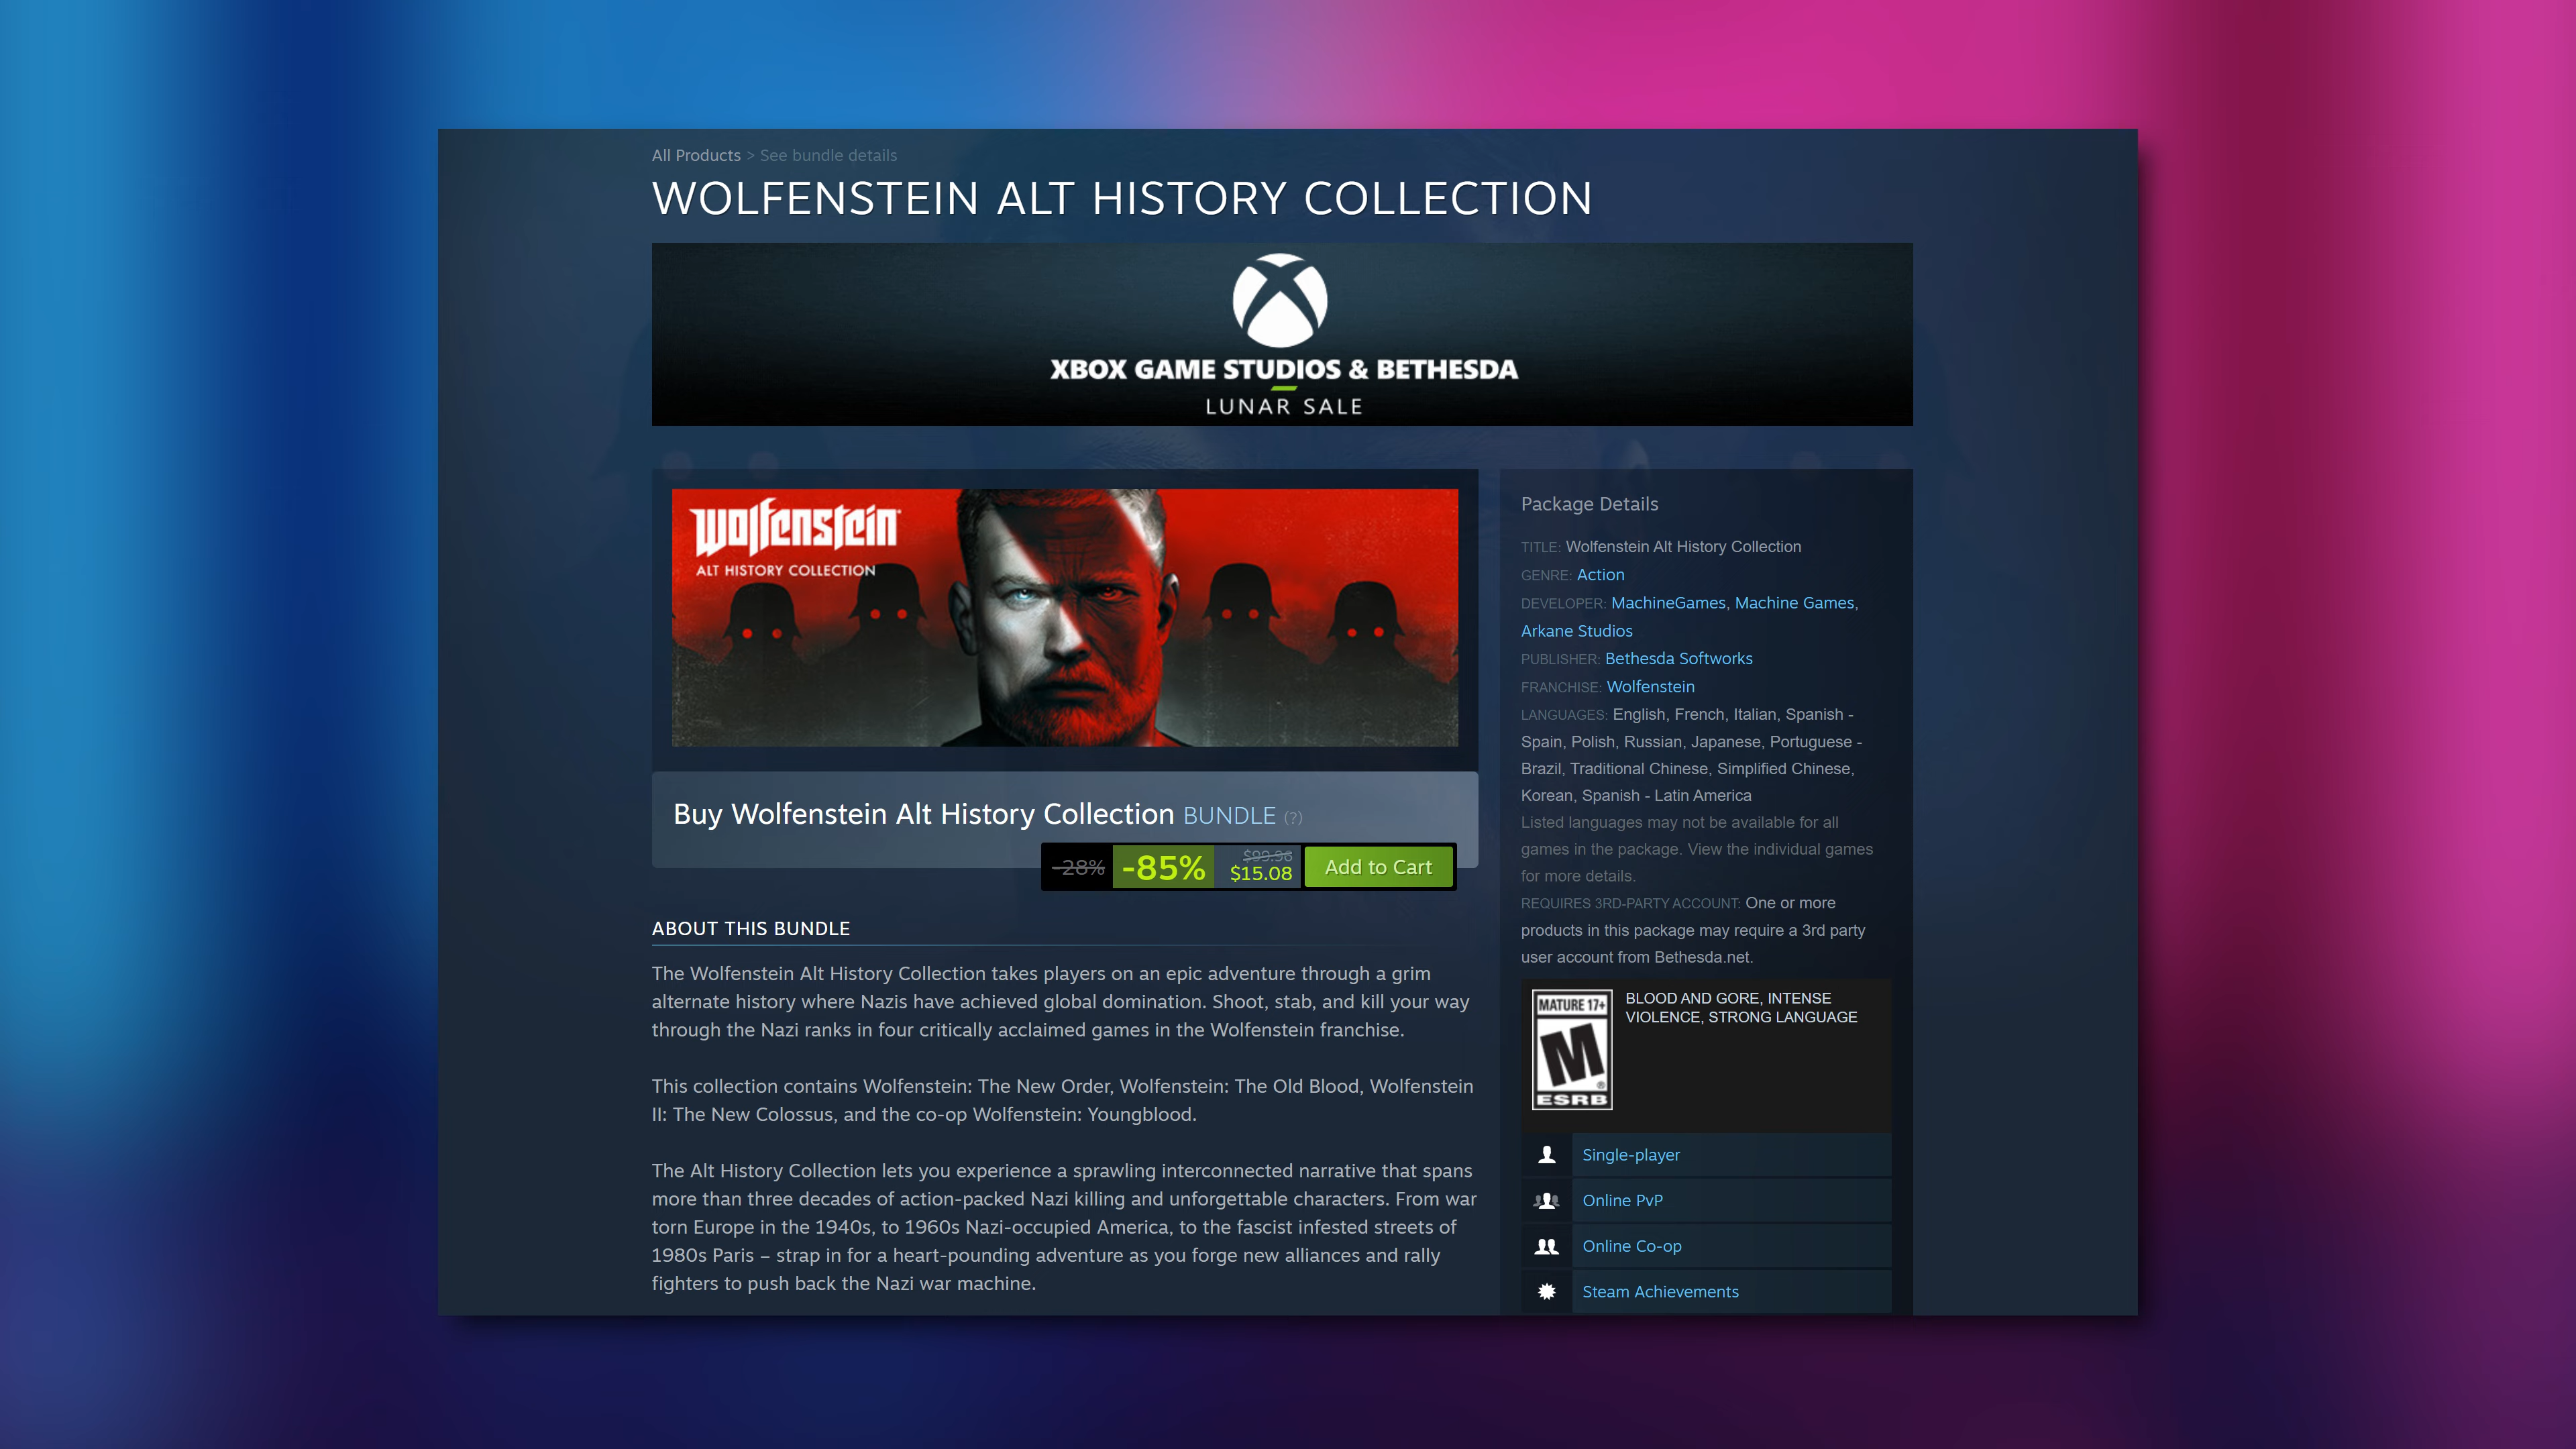 All Products > See bundle details
WOLFENSTEIN ALT HISTORY COLLECTION
XBOX GAME STUDIOS & BETHESDA
LUNAR SALE
Wolfenstein
ALT HISTORY COLLECTION
Buy Wolfenstein Alt History Collection BUNDLE (?)
-28% -85% $99.98 $15.08 Add to Cart
ABOUT THIS BUNDLE
The Wolfenstein Alt History Collection takes players on an epic adventure through a grim
alternate history where Nazis have achieved global domination. Shoot, stab, and kill your way
through the Nazi ranks in four critically acclaimed games in the Wolfenstein franchise.
This collection contains Wolfenstein: The New Order, Wolfenstein: The Old Blood, Wolfenstein
II: The New Colossus, and the co-op Wolfenstein: Youngblood.
The Alt History Collection lets you experience a sprawling interconnected narrative that spans
more than three decades of action-packed Nazi killing and unforgettable characters. From war
torn Europe in the 1940s, to 1960s Nazi-occupied America, to the fascist infested streets of
1980s Paris – strap in for a heart-pounding adventure as you forge new alliances and rally
fighters to push back the Nazi war machine.
Package Details
TITLE: Wolfenstein Alt History Collection
GENRE: Action
DEVELOPER: MachineGames, Machine Games,
Arkane Studios
PUBLISHER: Bethesda Softworks
FRANCHISE: Wolfenstein
LANGUAGES: English, French, Italian, Spanish -
Spain, Polish, Russian, Japanese, Portuguese -
Brazil, Traditional Chinese, Simplified Chinese,
Korean, Spanish - Latin America
Listed languages may not be available for all
games in the package. View the individual games
for more details.
REQUIRES 3RD-PARTY ACCOUNT: One or more
products in this package may require a 3rd party
user account from Bethesda.net.
MATURE 17+
M
ESRB
BLOOD AND GORE, INTENSE
VIOLENCE, STRONG LANGUAGE
Single-player
Online PvP
Online Co-op
Steam Achievements